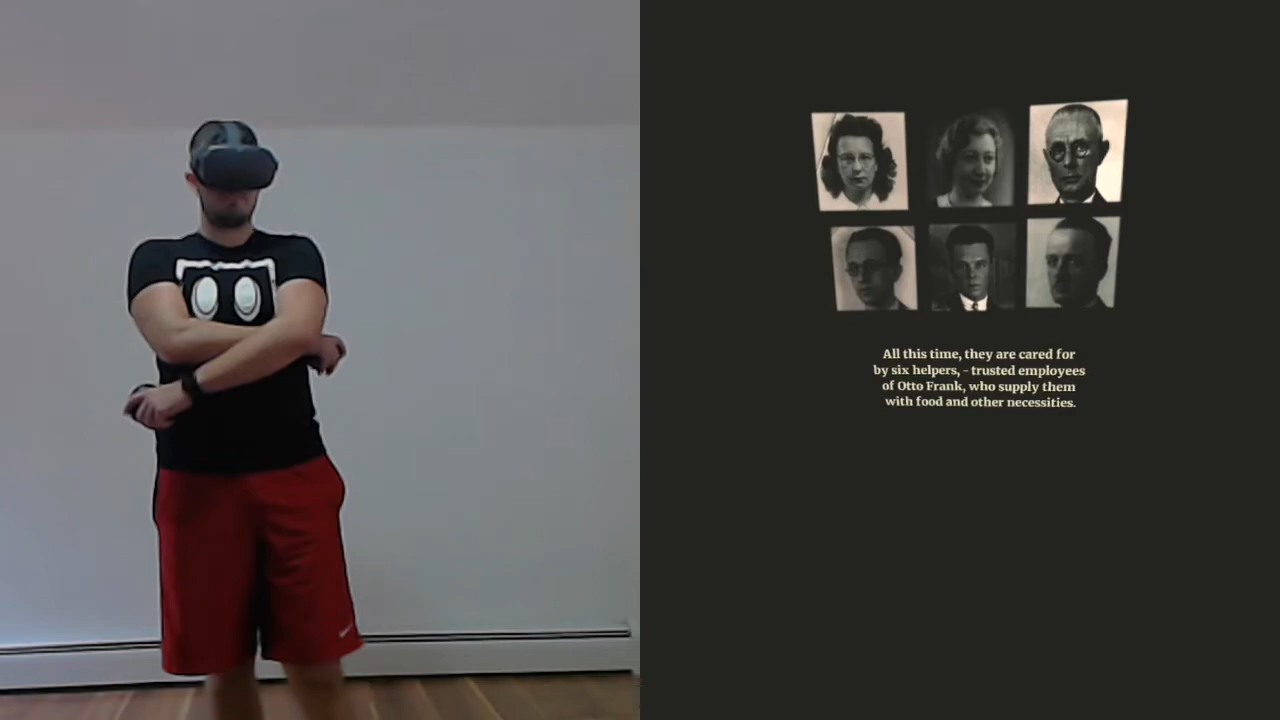 All this time, they are cared for
by six helpers, - trusted employees
of Otto Frank, who supply them
with food and other necessities.